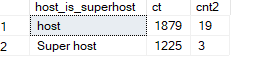 host_is_superhost ct cnt2
1 host 1879 19
2 Super host 1225 3